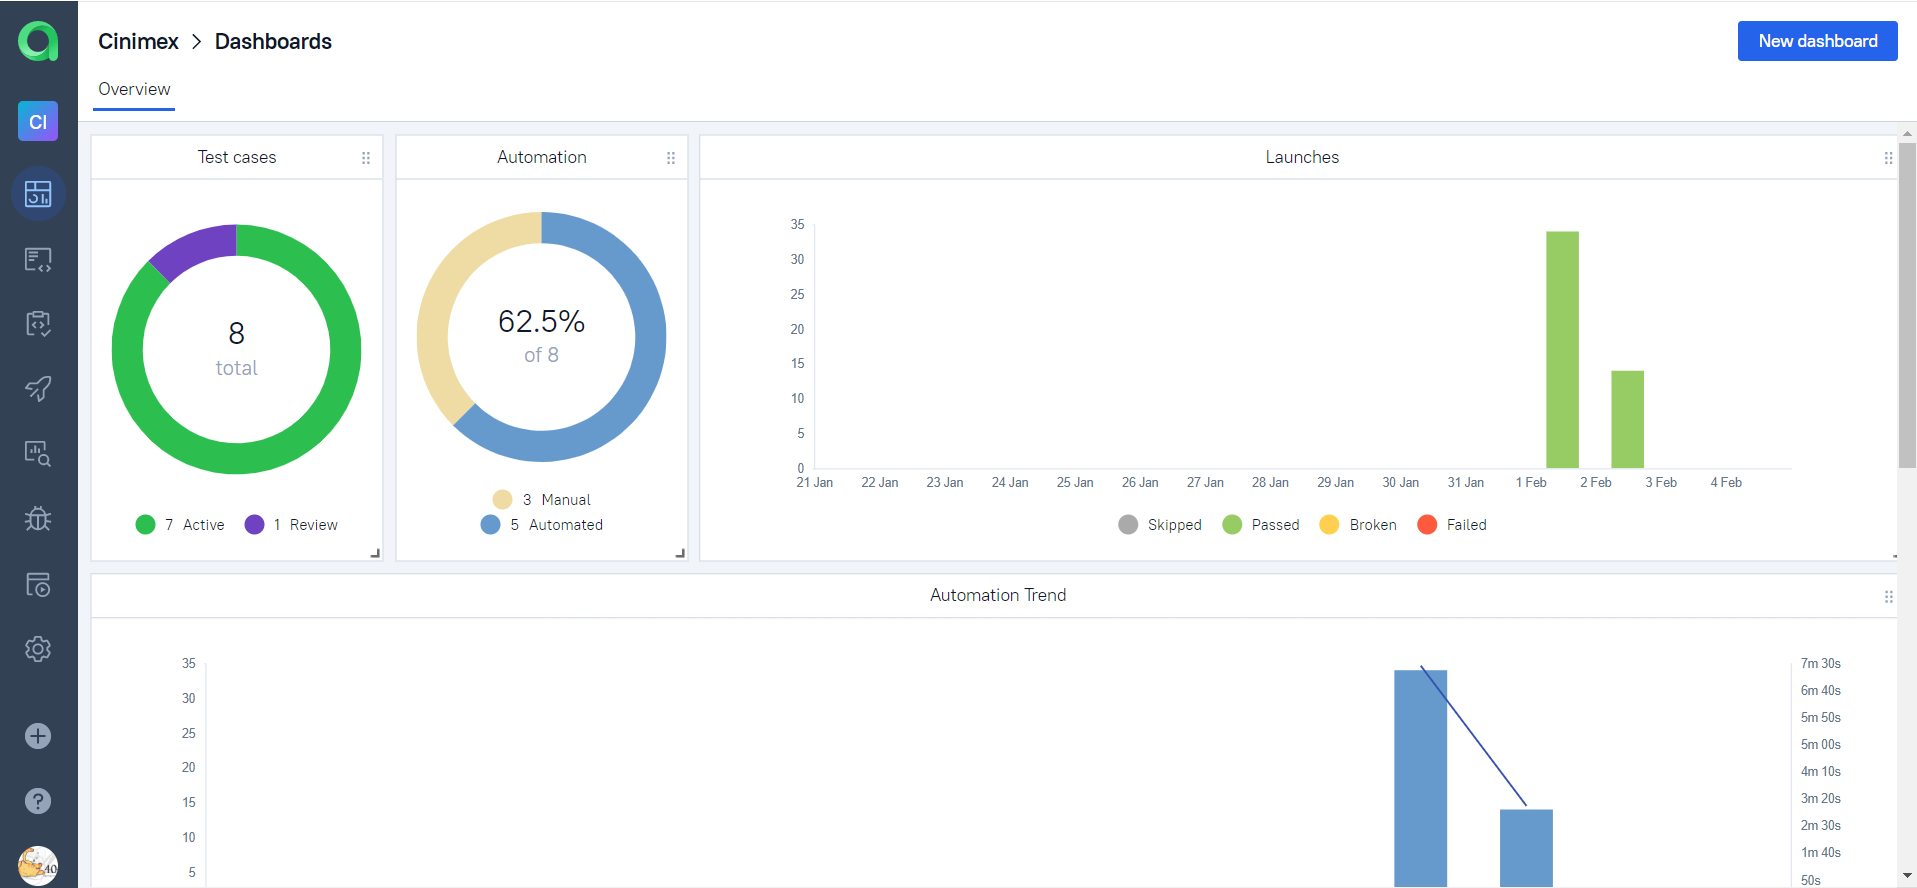 Cinimex > Dashboards
New dashboard
Overview
CI
Test cases
8
total
7 Active 1 Review
Automation
62.5%
of 8
3 Manual
5 Automated
Launches
35
30
25
20
15
10
5
0
21 Jan 22 Jan 23 Jan 24 Jan 25 Jan 26 Jan 27 Jan 28 Jan 29 Jan 30 Jan 31 Jan 1 Feb 2 Feb 3 Feb 4 Feb
Skipped Passed Broken Failed
Automation Trend
35
30
25
20
15
10
5
7m 30s
6m 40s
5m 50s
5m 00s
4m 10s
3m 20s
2m 30s
1m 40s
50s
?
40